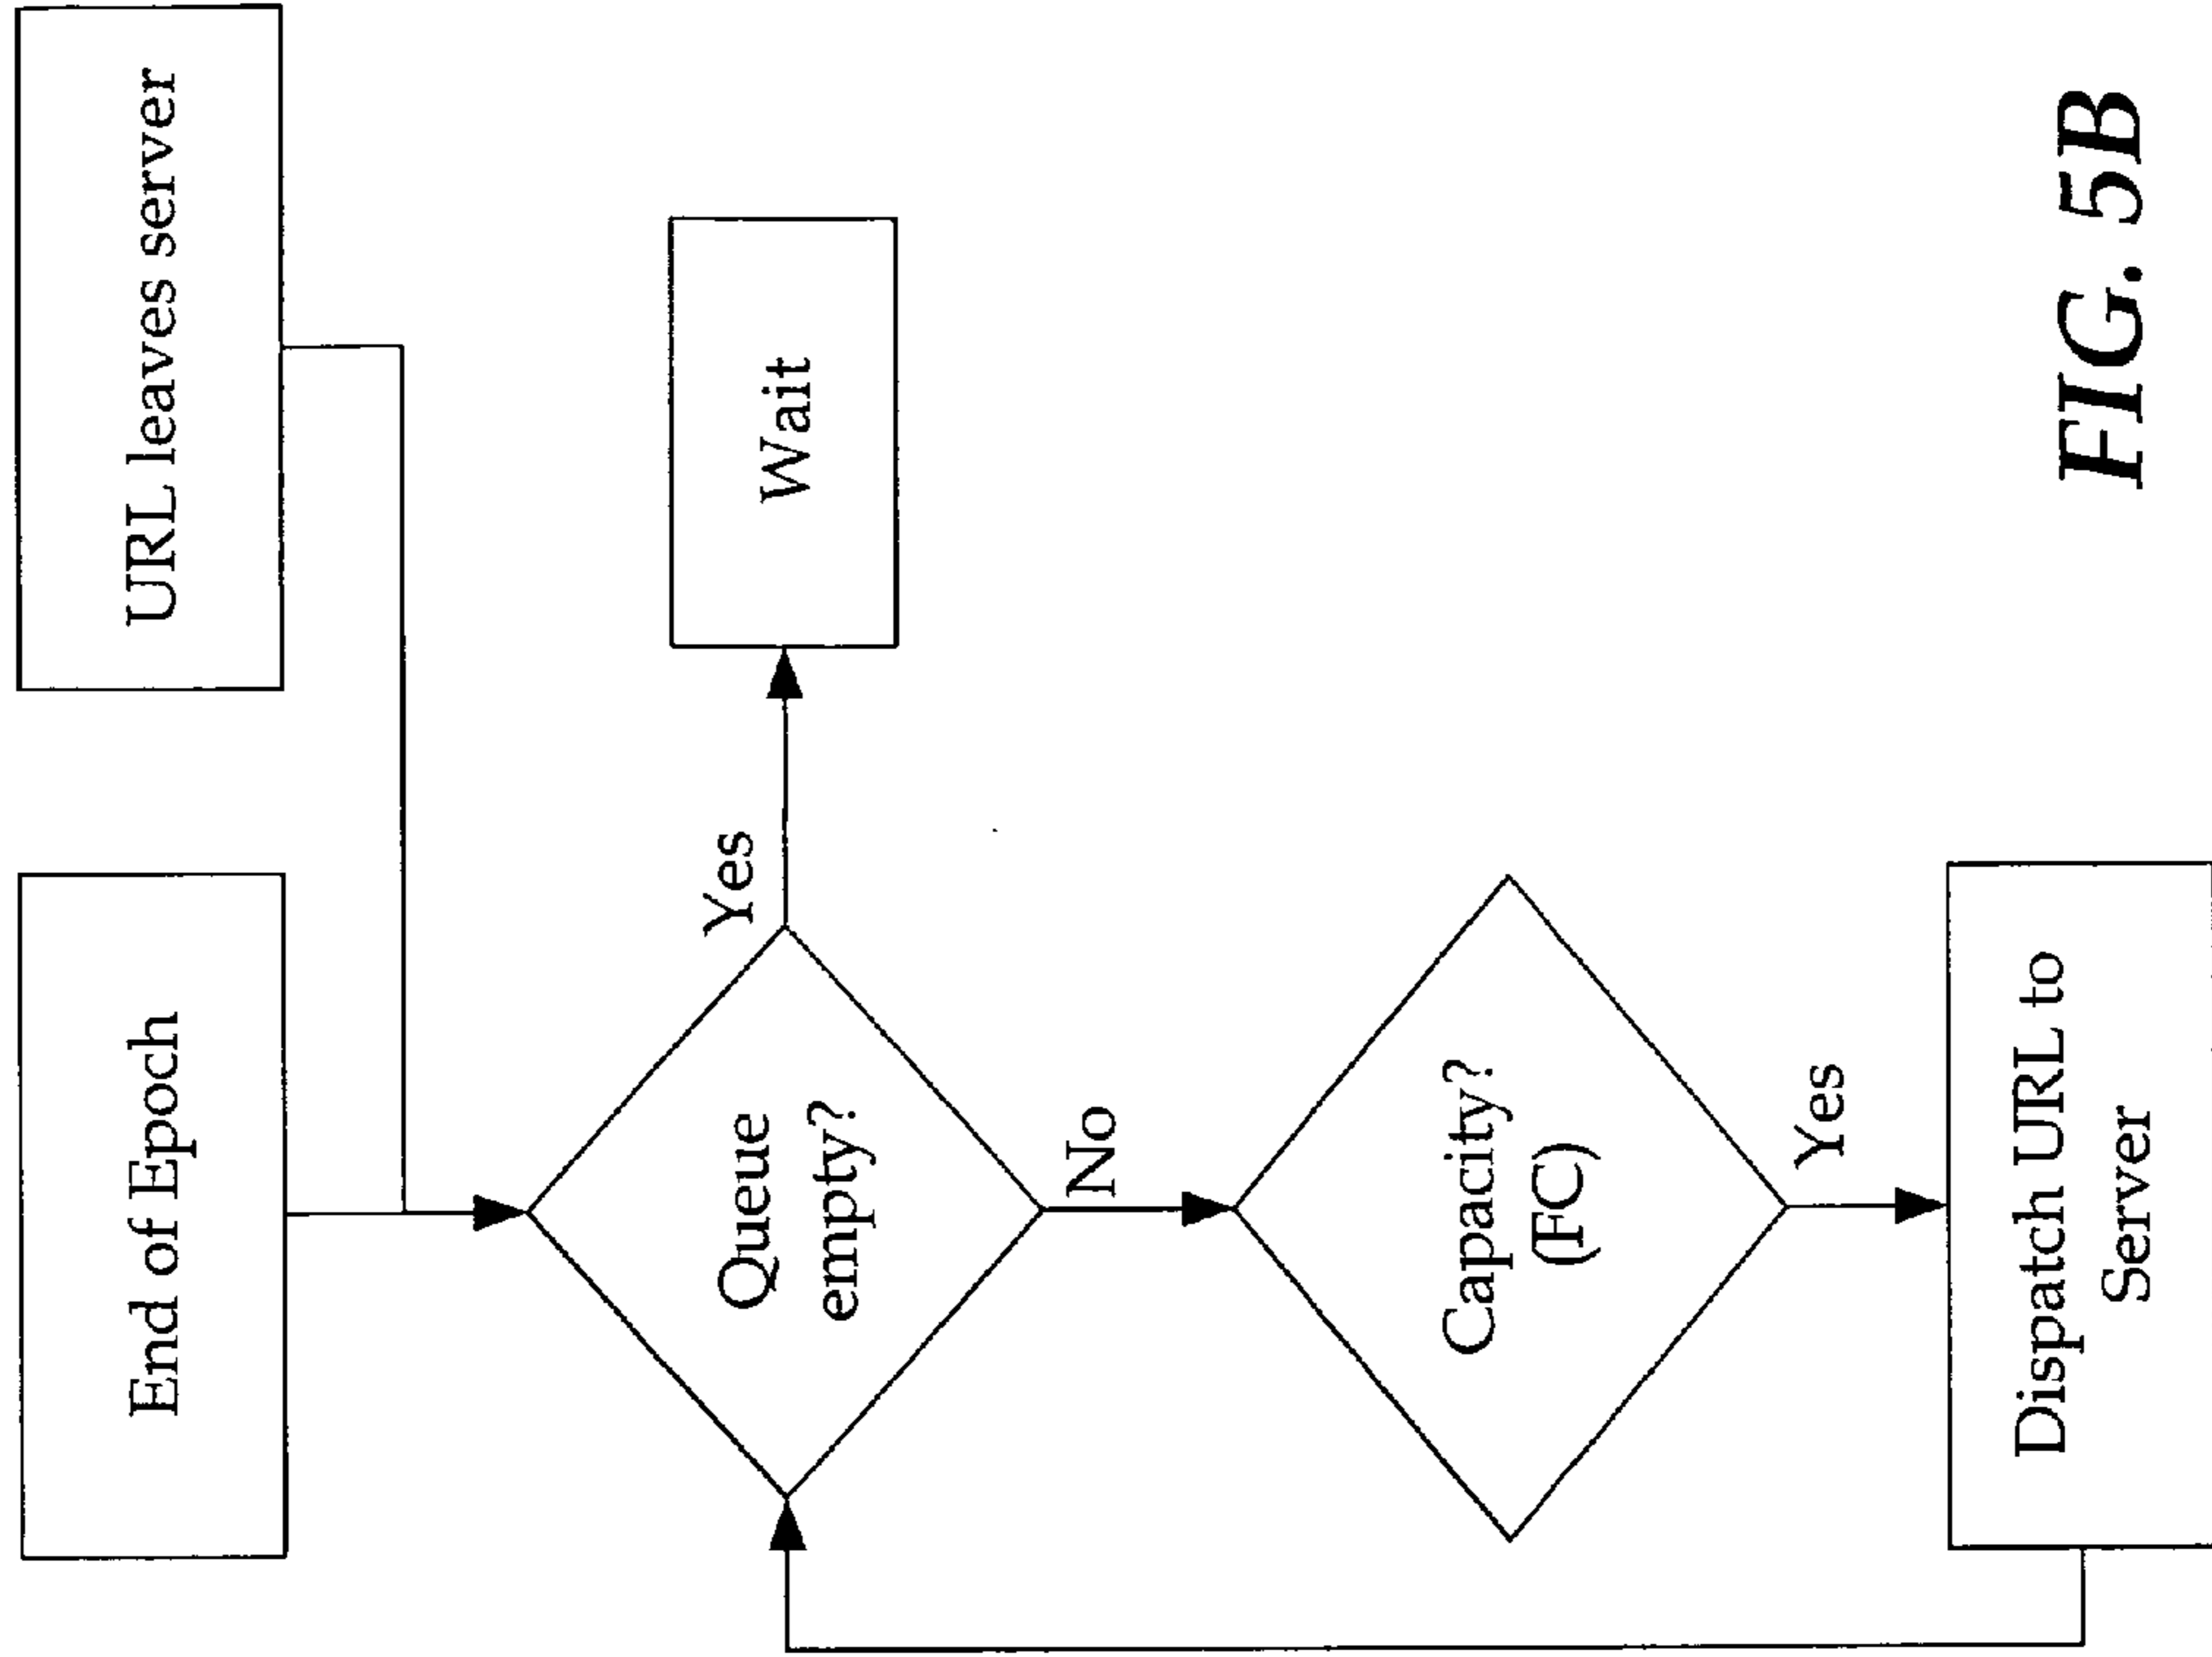 End of Epoch
URL leaves server
Queue
empty?
Yes
Wait
No
Capacity?
(FC)
Yes
Dispatch URL to
Server
FIG. 5B